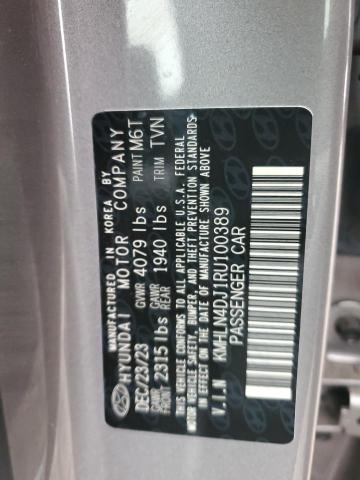 MANUFACTURED IN KOREA BY
HYUNDAI MOTOR COMPANY
DEC/23/23 GVWR 4079 lbs PAINT M6T
GAWR FRONT 2315 lbs GAWR REAR 1940 lbs TRIM TVN
THIS VEHICLE CONFORMS TO ALL APPLICABLE U.S.A. FEDERAL
MOTOR VEHICLE SAFETY, BUMPER, AND THEFT PREVENTION STANDARDS
IN EFFECT ON THE DATE OF MANUFACTURE SHOWN ABOVE
V.I.N KMHLN4DJ1RU100389
PASSENGER CAR